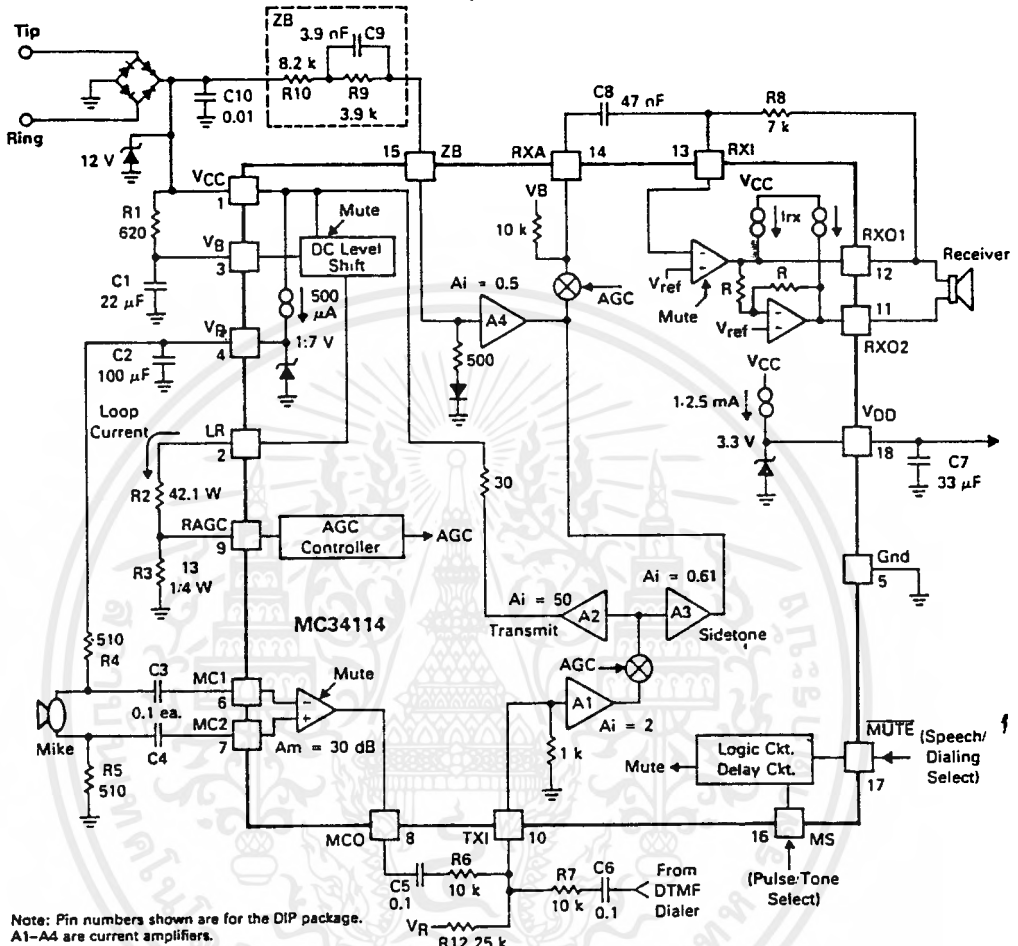 Tip
Ring
ZB
3.9 nF
C9
8.2 k
R10
R9
3.9 k
C10
0.01
12 V
C8
47 nF
R8
7 k
15
ZB
RXA
14
13
RXI
VCC
1
R1
620
VB
3
C1
22 μF
Mute
DC Level
Shift
500
μA
1:7 V
VR
4
C2
100 μF
Loop
Current
LR
2
R2
42.1 W
RAGC
9
R3
13
1/4 W
AGC
Controller
AGC
MC34114
VB
10 k
AGC
Ai = 0.5
A4
500
VCC
Irx
Vref
Mute
R
R
Vref
RXO1
12
Receiver
11
RXO2
VCC
1-2.5 mA
3.3 V
VDD
18
C7
33 μF
Gnd
5
30
Ai = 50
Ai = 0.61
A2
A3
Transmit
Sidetone
AGC
A1
Ai = 2
1 k
510
R4
C3
0.1 ea.
C4
Mike
R5
510
MC1
6
MC2
7
Mute
Am = 30 dB
Mute
Logic Ckt.
Delay Ckt.
MUTE
17
(Speech/
Dialing
Select)
16
MS
(Pulse/Tone
Select)
MCO
8
TXI
10
C5
0.1
R6
10 k
R7
10 k
C6
0.1
From
DTMF
Dialer
VR
R12 25 k
Note: Pin numbers shown are for the DIP package.
A1–A4 are current amplifiers.